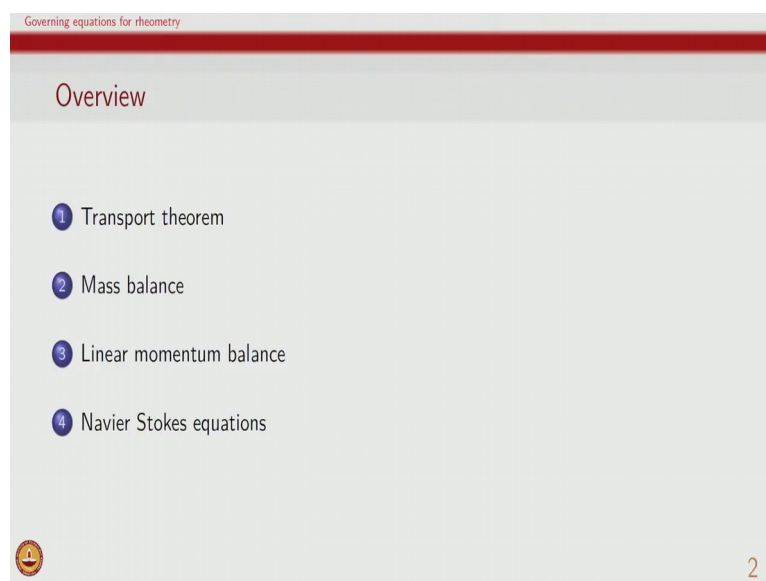 Governing equations for rheometry
Overview
1 Transport theorem
2 Mass balance
3 Linear momentum balance
4 Navier Stokes equations
2